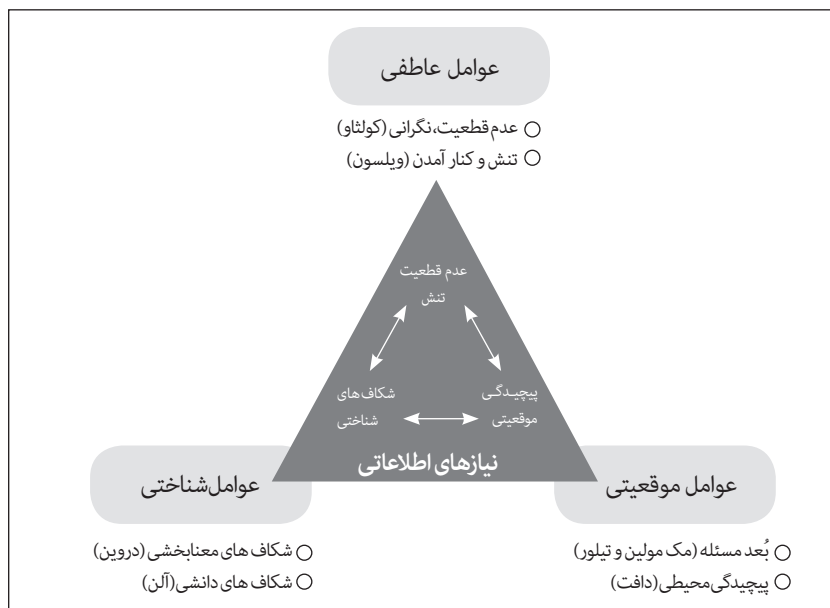 عوامل عاطفی
عدم قطعیت، نگرانی (کولثاو)
تنش و کنار آمدن (ویلسون)
عدم قطعیت
تنش
پیچیدگی
موقعیتی
شکاف‌های
شناختی
نیازهای اطلاعاتی
عوامل موقعیتی
بُعد مسئله (مک مولین و تیلور)
پیچیدگی محیطی (دافت)
عوامل شناختی
شکاف های معنابخشی (دروین)
شکاف های دانشی (آلن)